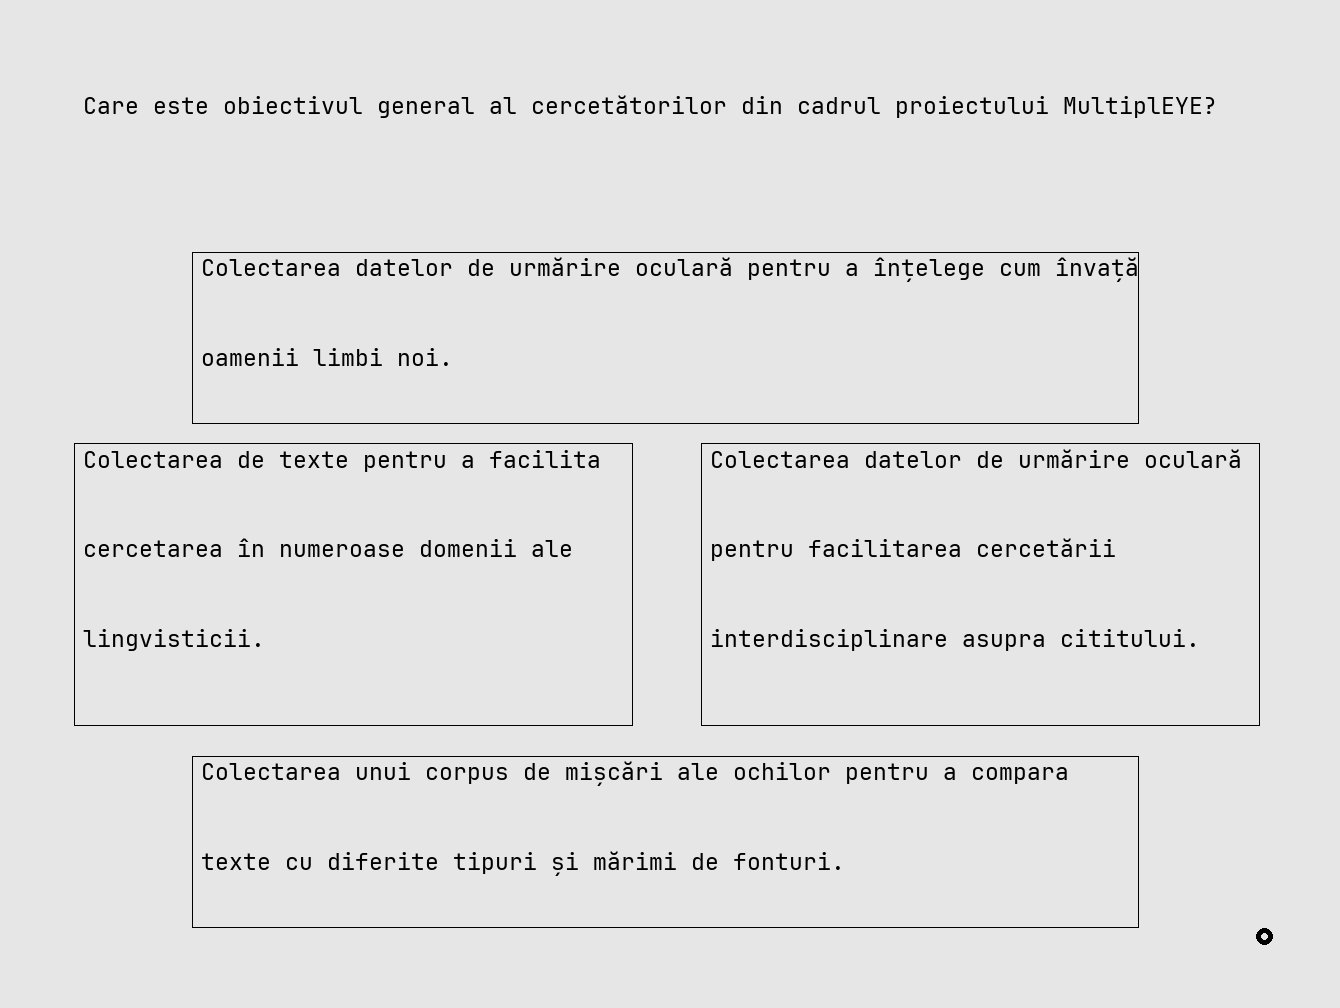 Care este obiectivul general al cercetătorilor din cadrul proiectului MultiplEYE?
Colectarea datelor de urmărire oculară pentru a înțelege cum învață
oamenii limbi noi.
Colectarea de texte pentru a facilita
cercetarea în numeroase domenii ale
lingvisticii.
Colectarea datelor de urmărire oculară
pentru facilitarea cercetării
interdisciplinare asupra cititului.
Colectarea unui corpus de mișcări ale ochilor pentru a compara
texte cu diferite tipuri și mărimi de fonturi.